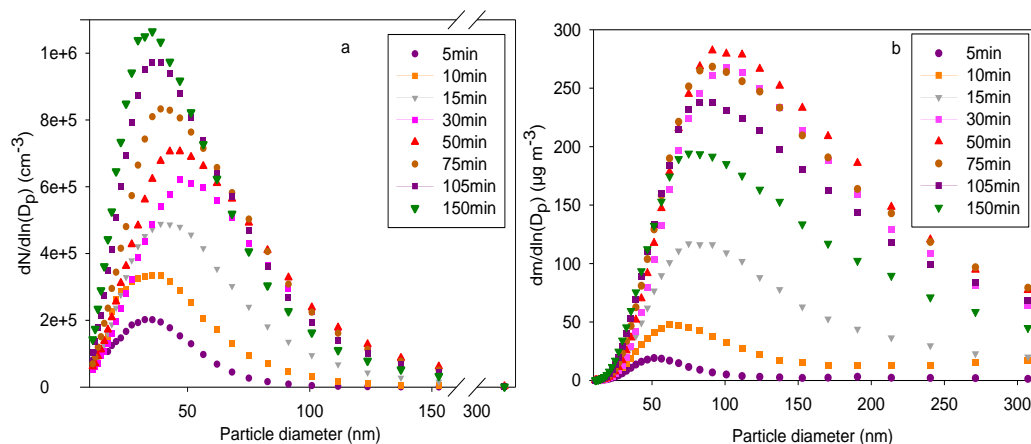 a
5min
10min
15min
30min
50min
75min
105min
150min
dN/dln(Dp) (cm-3)
1e+6
8e+5
6e+5
4e+5
2e+5
0
50
100
150
300
Particle diameter (nm)
b
5min
10min
15min
30min
50min
75min
105min
150min
dm/dln(Dp) (µg m-3)
300
250
200
150
100
50
0
50
100
150
200
250
300
Particle diameter (nm)